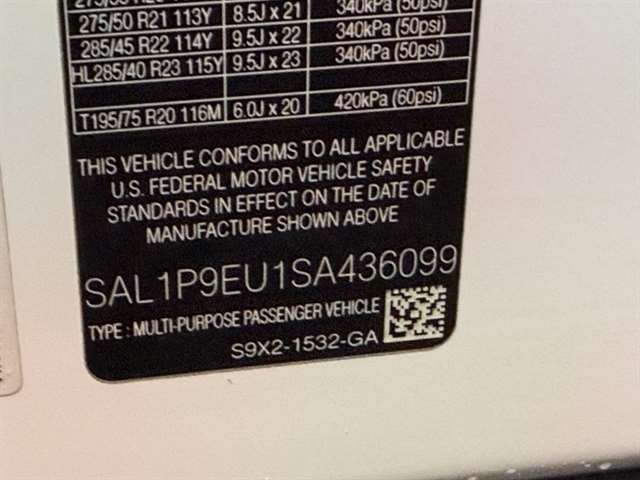 275/50 R21 113Y 8.5J x 21 340kPa (50psi)
285/45 R22 114Y 9.5J x 22 340kPa (50psi)
HL285/40 R23 115Y 9.5J x 23 340kPa (50psi)
T195/75 R20 116M 6.0J x 20 420kPa (60psi)
THIS VEHICLE CONFORMS TO ALL APPLICABLE
U.S. FEDERAL MOTOR VEHICLE SAFETY
STANDARDS IN EFFECT ON THE DATE OF
MANUFACTURE SHOWN ABOVE
SAL1P9EU1SA436099
TYPE : MULTI-PURPOSE PASSENGER VEHICLE
S9X2-1532-GA